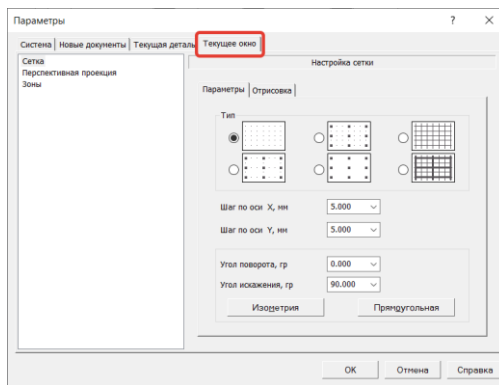 Параметры ? ×
Система Новые документы Текущая деталь Текущее окно
Сетка
Перспективная проекция
Зоны
Настройка сетки
Параметры Отрисовка
Тип
Шаг по оси X, мм 5.000
Шаг по оси Y, мм 5.000
Угол поворота, гр 0.000
Угол искажения, гр 90.000
Изометрия Прямоугольная
OK Отмена Справка